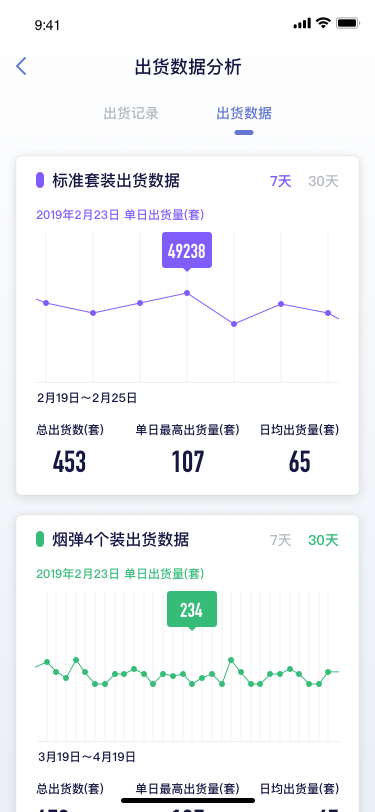 9:41
出货数据分析
出货记录 出货数据
标准套装出货数据 7天 30天
2019年2月23日 单日出货量(套)
49238
2月19日～2月25日
总出货数(套) 单日最高出货量(套) 日均出货量(套)
453 107 65
烟弹4个装出货数据 7天 30天
2019年2月23日 单日出货量(套)
234
3月19日～4月19日
总出货数(套) 单日最高出货量(套) 日均出货量(套)